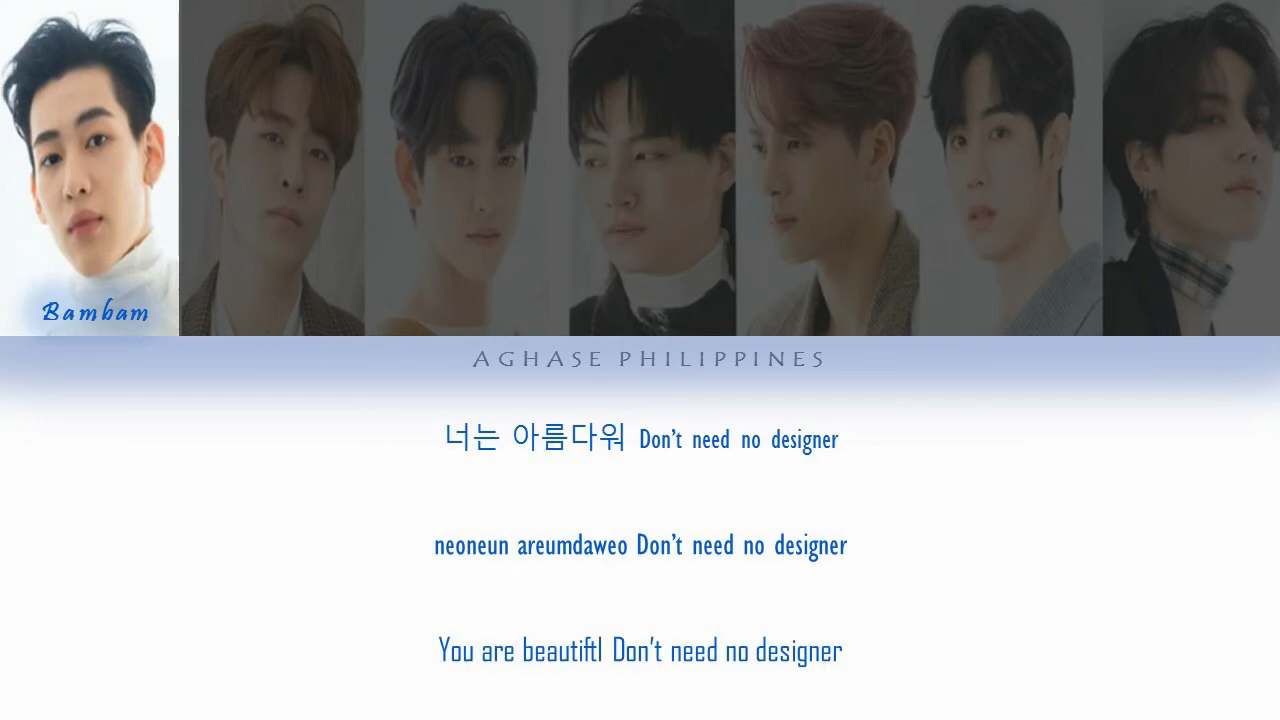 Bambam
AGHASE PHILIPPINES
너는 아름다워 Don't need no designer
neoneun areumdaweo Don't need no designer
You are beautiftl Don't need no designer